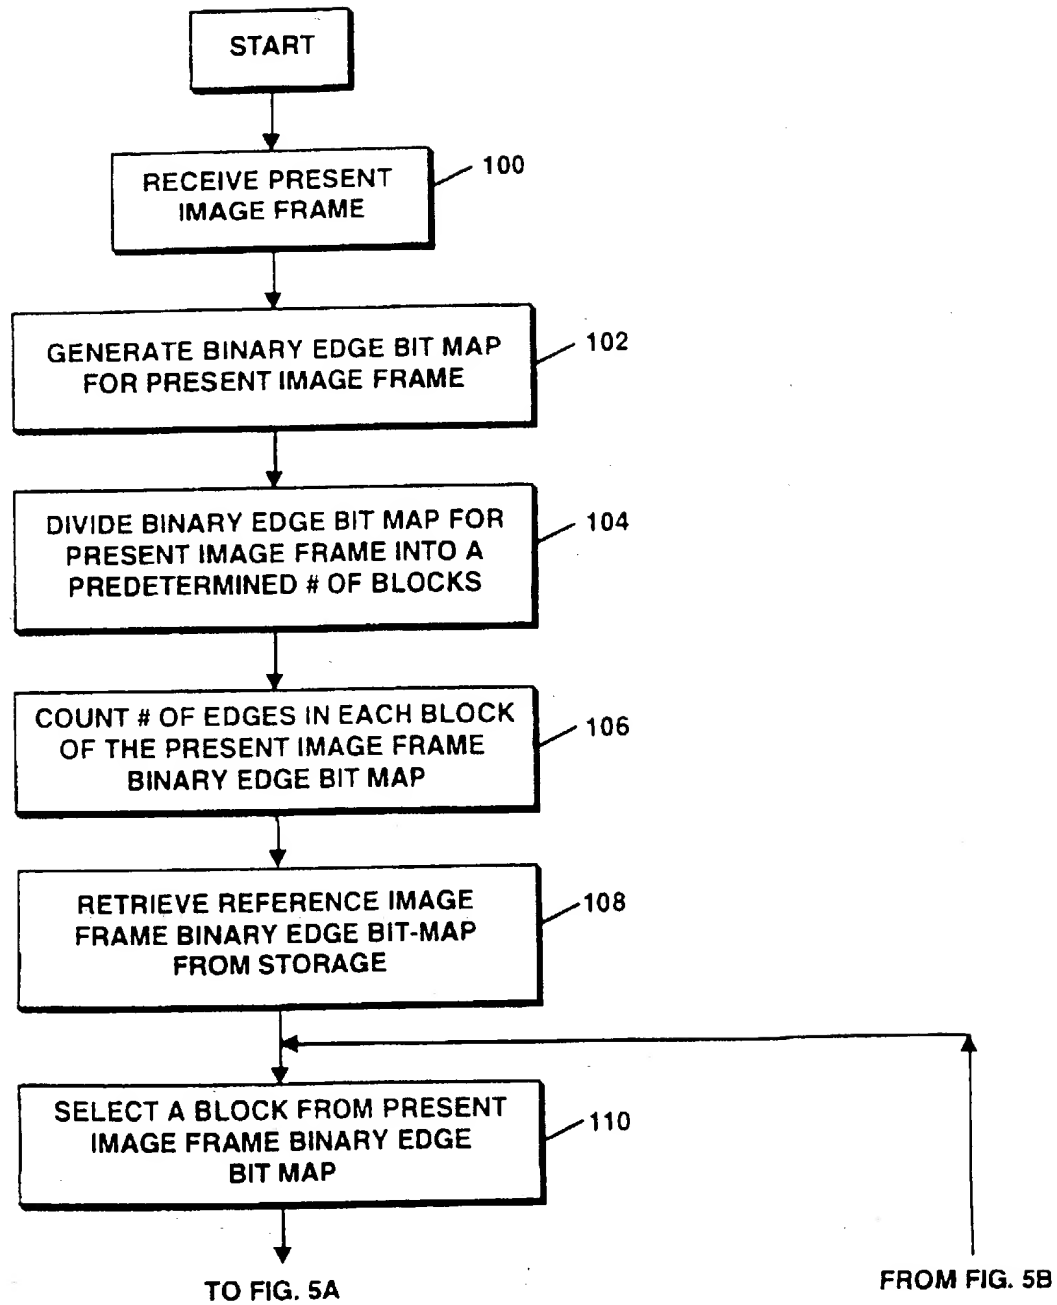 START
RECEIVE PRESENT
IMAGE FRAME
100
GENERATE BINARY EDGE BIT MAP
FOR PRESENT IMAGE FRAME
102
DIVIDE BINARY EDGE BIT MAP FOR
PRESENT IMAGE FRAME INTO A
PREDETERMINED # OF BLOCKS
104
COUNT # OF EDGES IN EACH BLOCK
OF THE PRESENT IMAGE FRAME
BINARY EDGE BIT MAP
106
RETRIEVE REFERENCE IMAGE
FRAME BINARY EDGE BIT-MAP
FROM STORAGE
108
SELECT A BLOCK FROM PRESENT
IMAGE FRAME BINARY EDGE
BIT MAP
110
TO FIG. 5A
FROM FIG. 5B